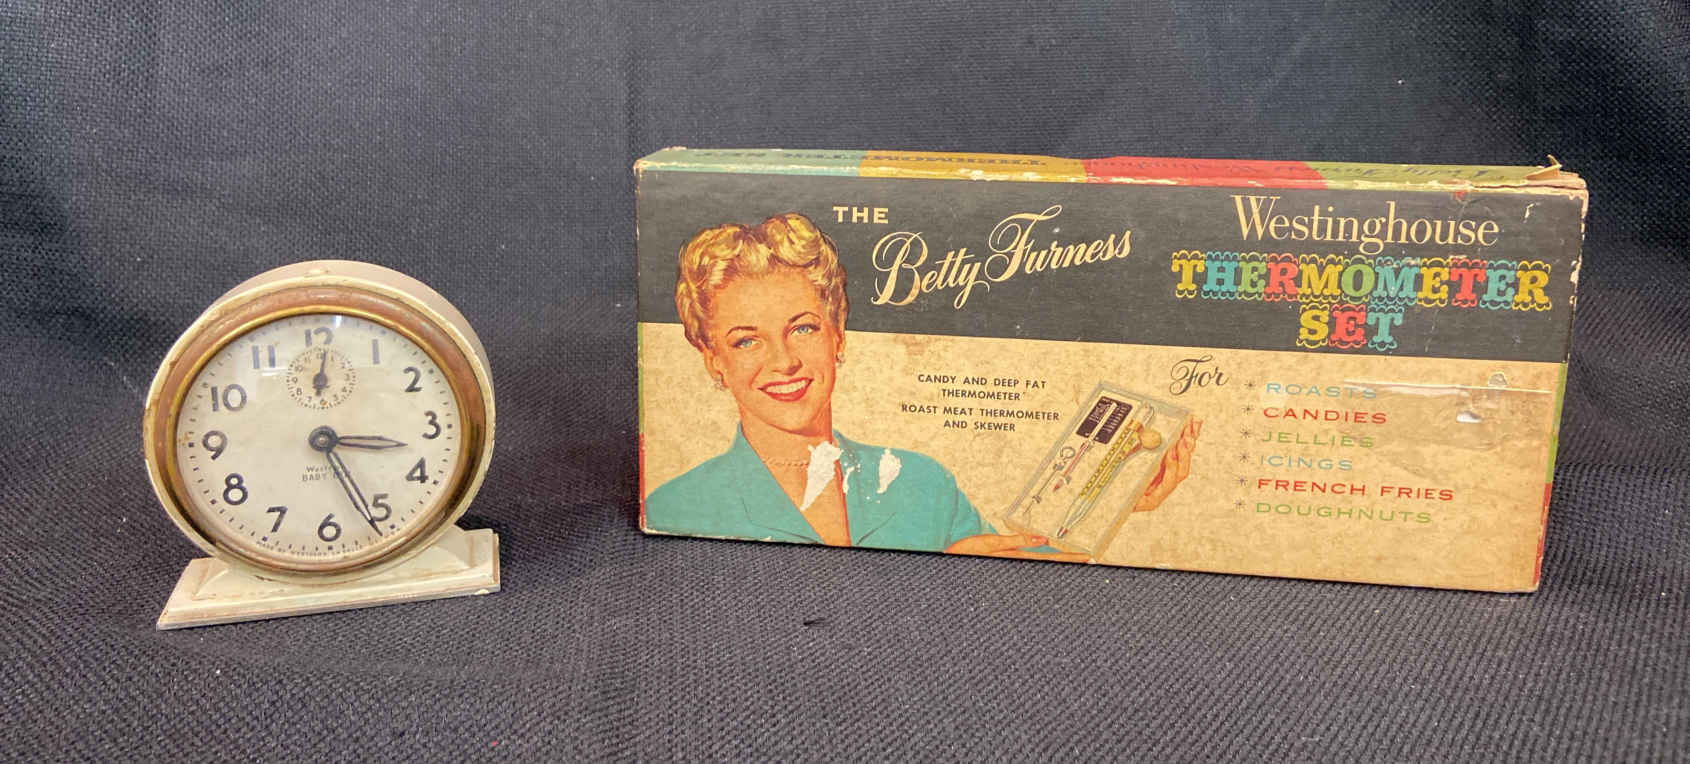 12
11 1
10 2
9 3
8 4
7 5
6
BABY
THE
Betty Furness
Westinghouse
THERMOMETER
SET
CANDY AND DEEP FAT
THERMOMETER
ROAST MEAT THERMOMETER
AND SKEWER
For
* ROASTS
* CANDIES
* JELLIES
* ICINGS
* FRENCH FRIES
* DOUGHNUTS